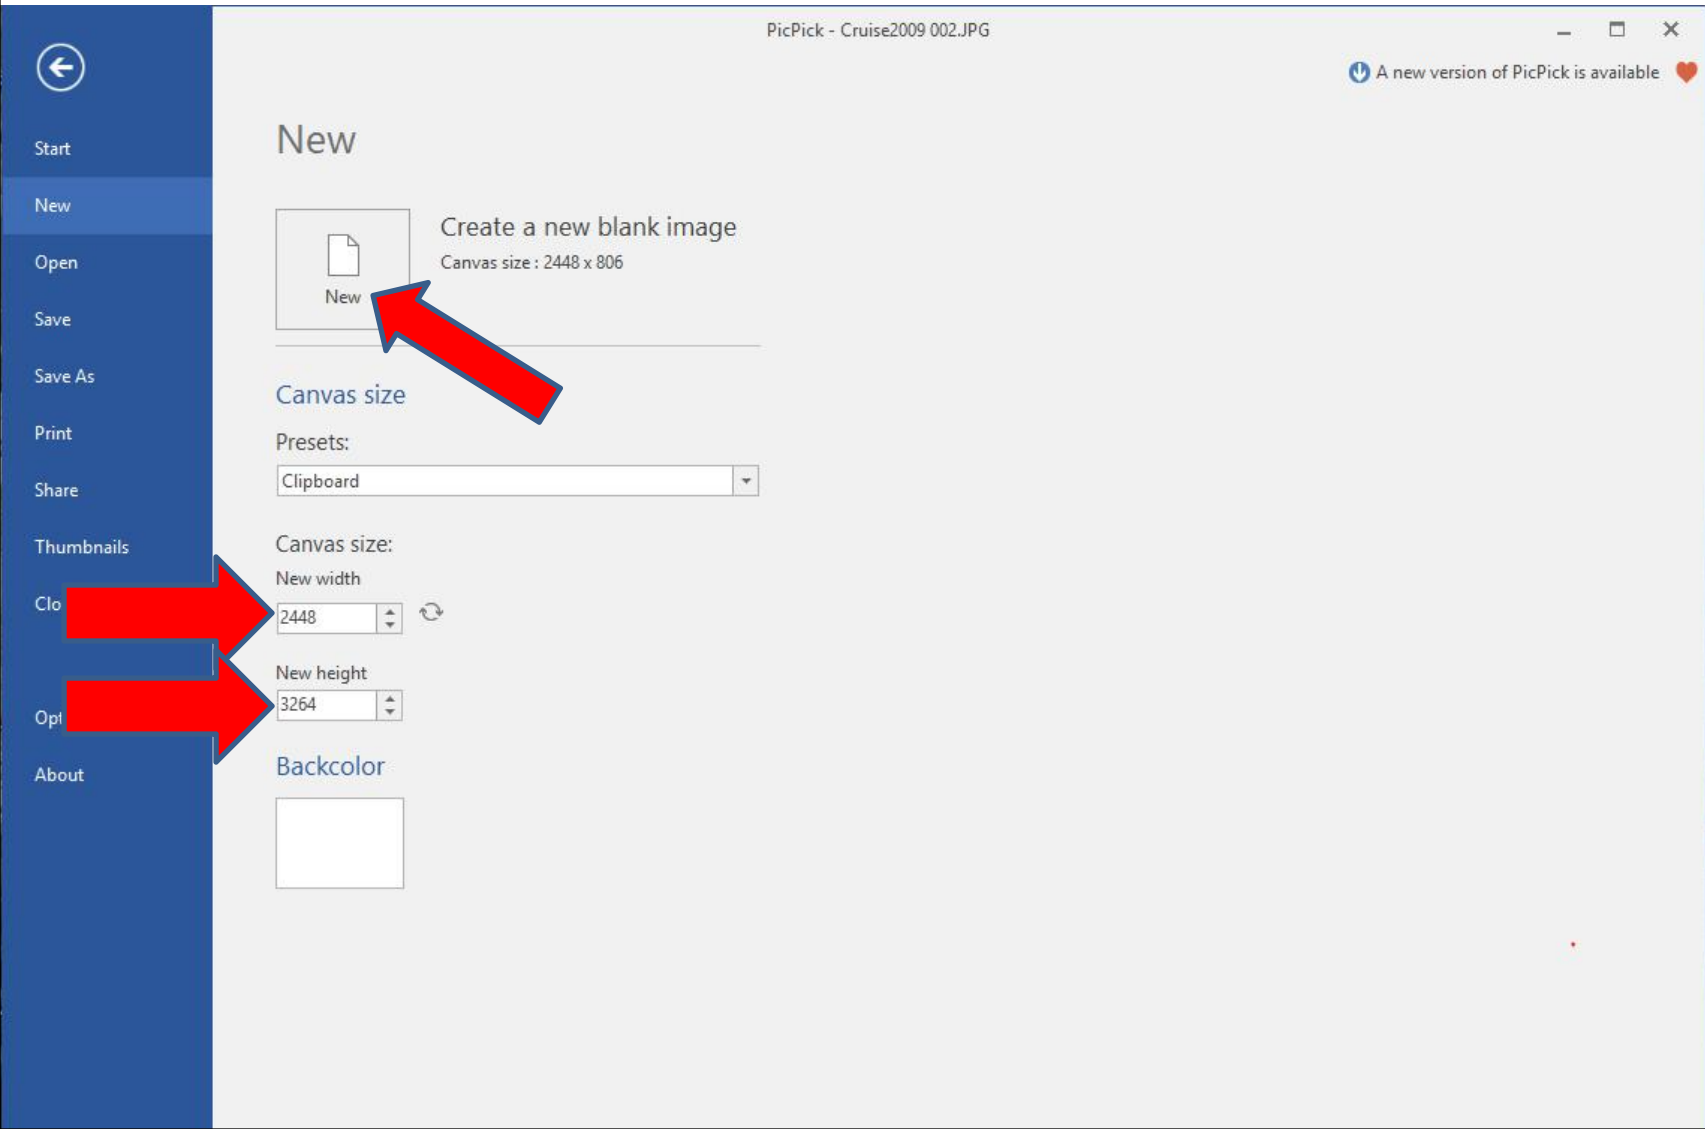 PicPick - Cruise2009 002.JPG
A new version of PicPick is available
Start
New
Open
Save
Save As
Print
Share
Thumbnails
Clo
Opt
About
New
New
Create a new blank image
Canvas size : 2448 x 806
Canvas size
Presets:
Clipboard
Canvas size:
New width
2448
New height
3264
Backcolor